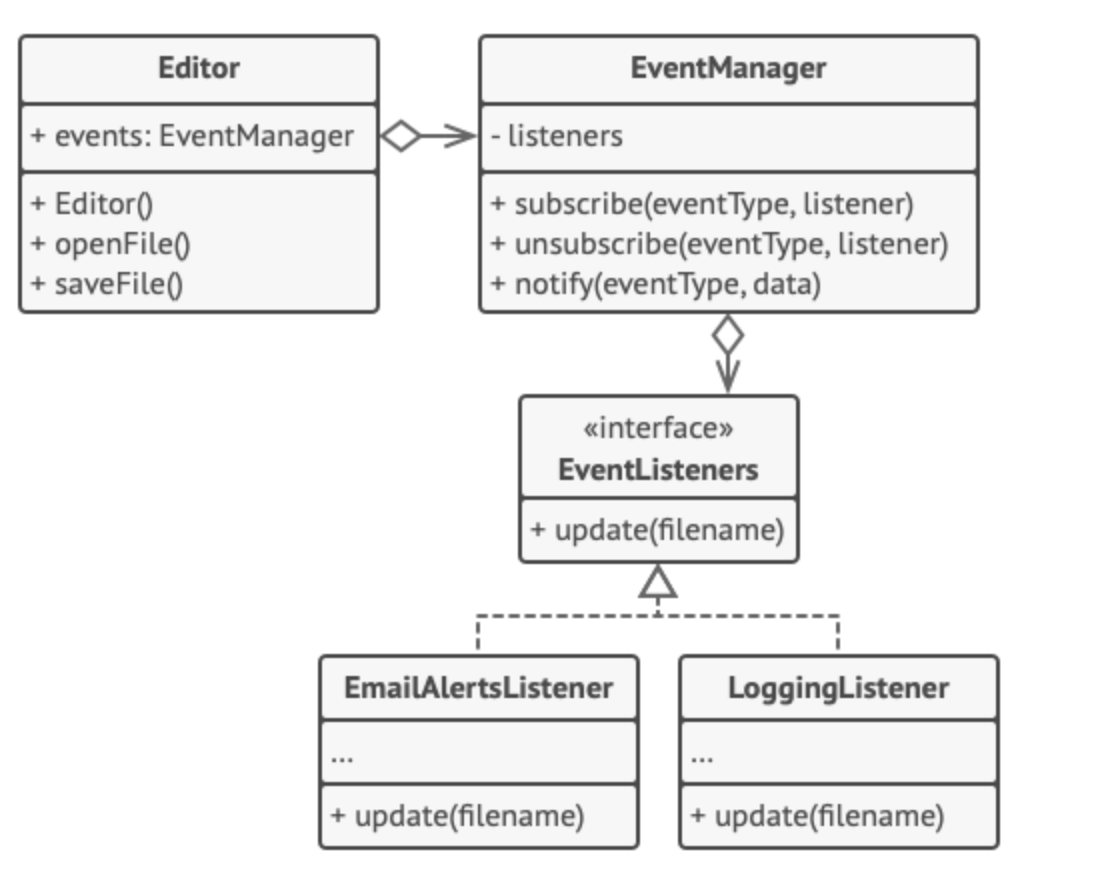 Editor
+ events: EventManager
+ Editor()
+ openFile()
+ saveFile()
EventManager
- listeners
+ subscribe(eventType, listener)
+ unsubscribe(eventType, listener)
+ notify(eventType, data)
«interface»
EventListeners
+ update(filename)
EmailAlertsListener
...
+ update(filename)
LoggingListener
...
+ update(filename)